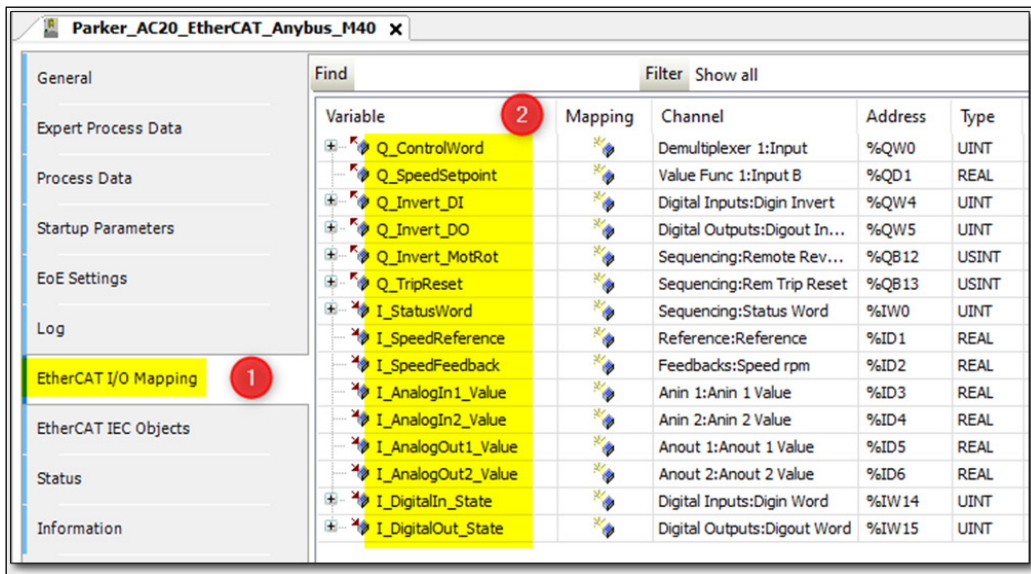 Parker_AC20_EtherCAT_Anybus_M40 x
General
Expert Process Data
Process Data
Startup Parameters
EoE Settings
Log
EtherCAT I/O Mapping 1
EtherCAT IEC Objects
Status
Information
Find Filter Show all
Variable 2 Mapping Channel Address Type
Q_ControlWord Demultiplexer 1:Input %QW0 UINT
Q_SpeedSetpoint Value Func 1:Input B %QD1 REAL
Q_Invert_DI Digital Inputs:Digin Invert %QW4 UINT
Q_Invert_DO Digital Outputs:Digout In... %QW5 UINT
Q_Invert_MotRot Sequencing:Remote Rev... %QB12 USINT
Q_TripReset Sequencing:Rem Trip Reset %QB13 USINT
I_StatusWord Sequencing:Status Word %IW0 UINT
I_SpeedReference Reference:Reference %ID1 REAL
I_SpeedFeedback Feedbacks:Speed rpm %ID2 REAL
I_AnalogIn1_Value Anin 1:Anin 1 Value %ID3 REAL
I_AnalogIn2_Value Anin 2:Anin 2 Value %ID4 REAL
I_AnalogOut1_Value Anout 1:Anout 1 Value %ID5 REAL
I_AnalogOut2_Value Anout 2:Anout 2 Value %ID6 REAL
I_DigitalIn_State Digital Inputs:Digin Word %IW14 UINT
I_DigitalOut_State Digital Outputs:Digout Word %IW15 UINT